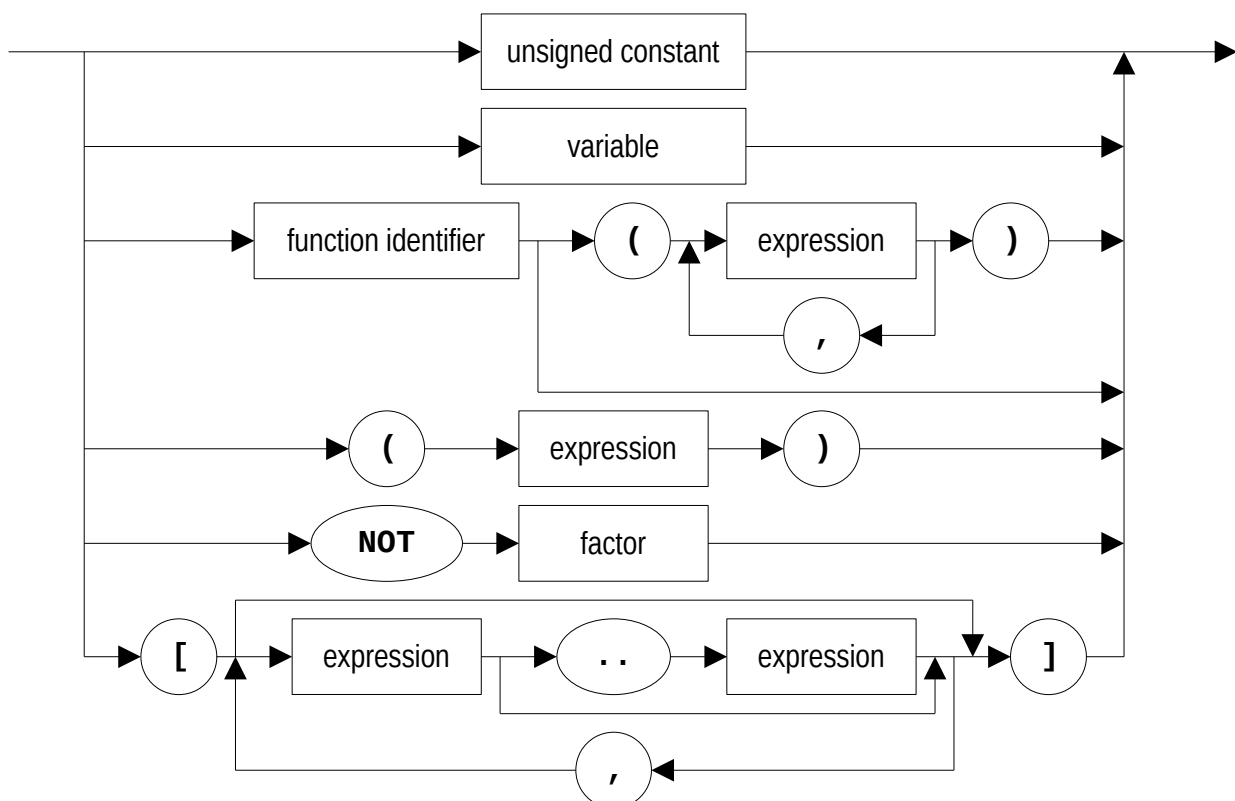 unsigned constant
variable
function identifier ( expression )
,
( expression )
NOT factor
[ expression .. expression ]
,